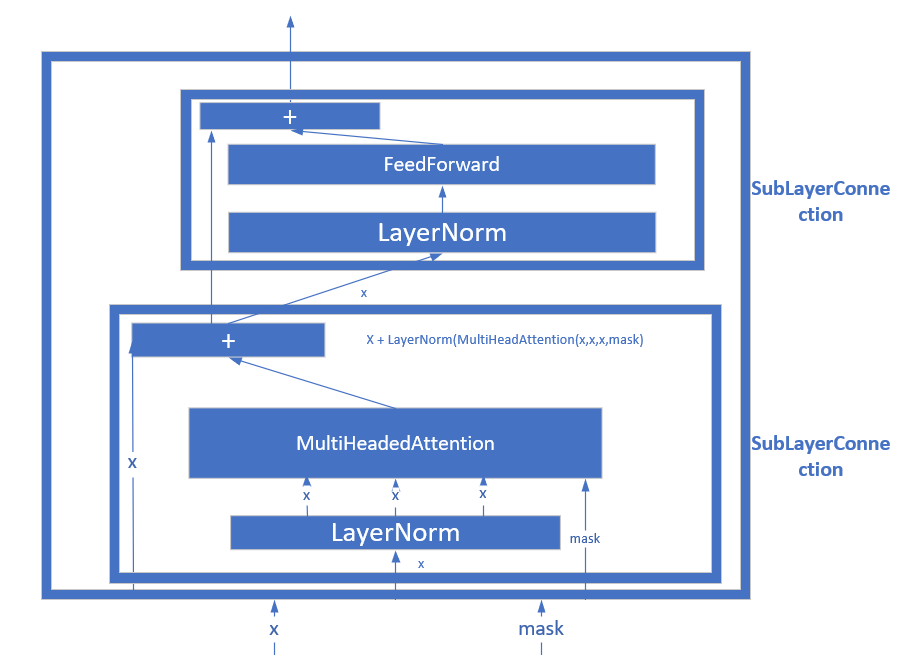 +
FeedForward
SubLayerConne
ction
LayerNorm
x
+
X + LayerNorm(MultiHeadAttention(x,x,x,mask)
MultiHeadedAttention
SubLayerConne
ction
x
x
x
x
LayerNorm
mask
x
x
mask